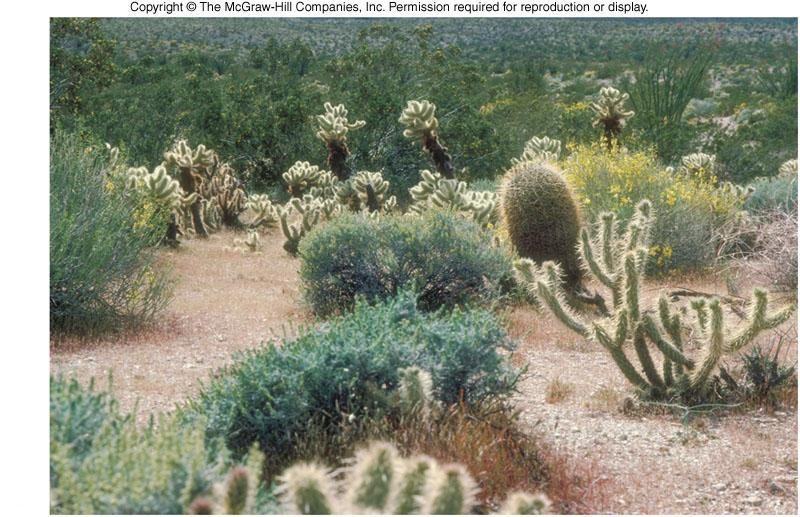 Copyright © The McGraw-Hill Companies, Inc. Permission required for reproduction or display.